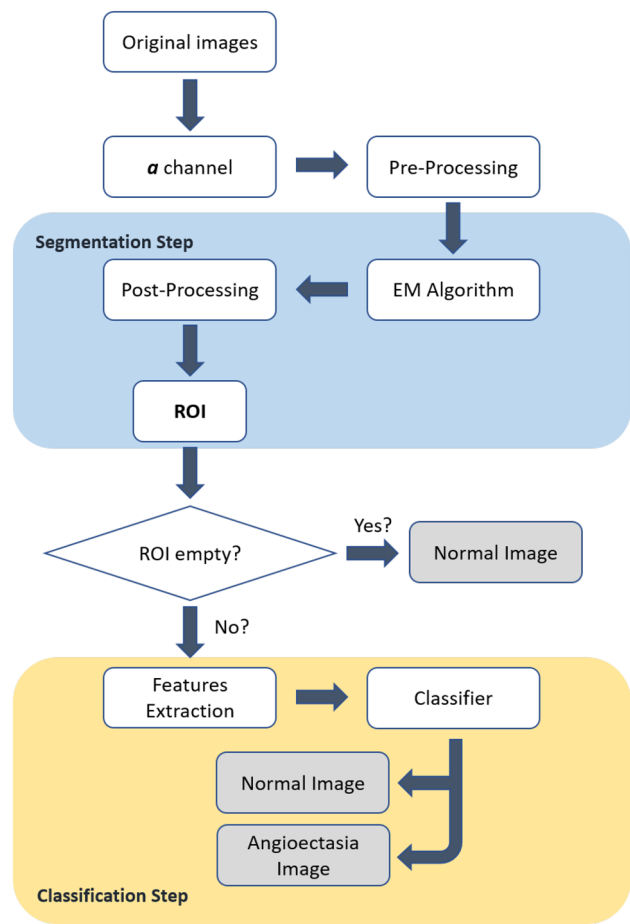 Original images
a channel
Pre-Processing
Segmentation Step
Post-Processing
EM Algorithm
ROI
ROI empty?
Yes?
Normal Image
No?
Features
Extraction
Classifier
Normal Image
Angioectasia
Image
Classification Step